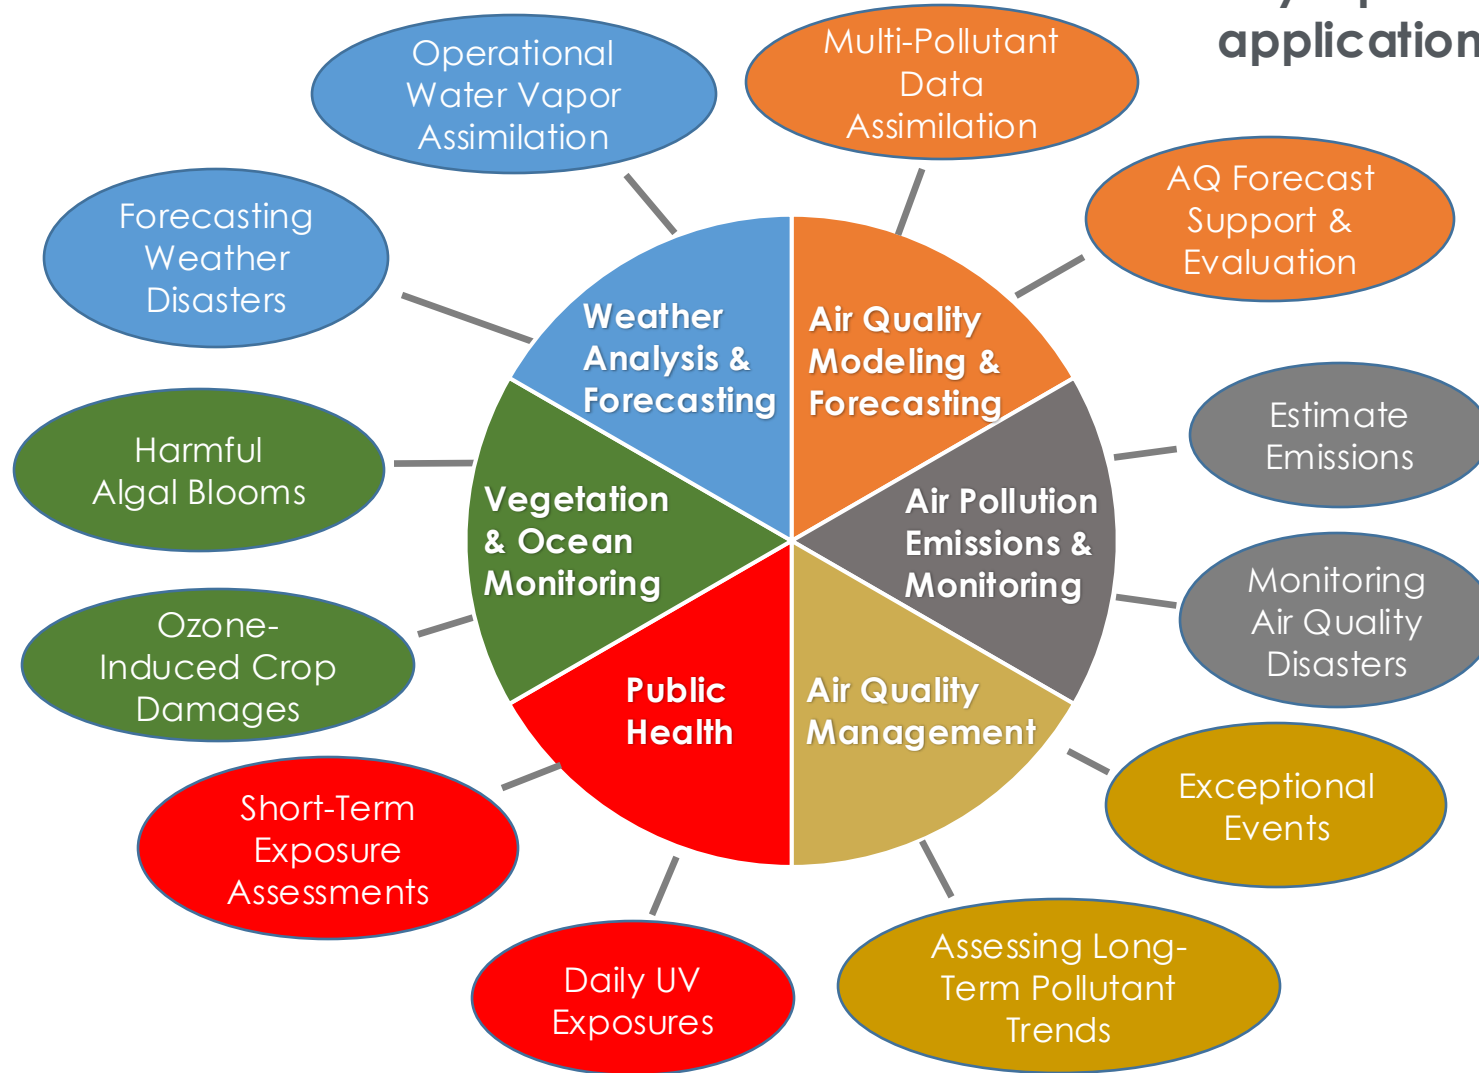 application
Operational
Water Vapor
Assimilation
Multi-Pollutant
Data
Assimilation
AQ Forecast
Support &
Evaluation
Forecasting
Weather
Disasters
Weather
Analysis &
Forecasting
Air Quality
Modeling &
Forecasting
Estimate
Emissions
Harmful
Algal Blooms
Vegetation
& Ocean
Monitoring
Air Pollution
Emissions &
Monitoring
Monitoring
Air Quality
Disasters
Ozone-
Induced Crop
Damages
Public
Health
Air Quality
Management
Exceptional
Events
Short-Term
Exposure
Assessments
Assessing Long-
Term Pollutant
Trends
Daily UV
Exposures